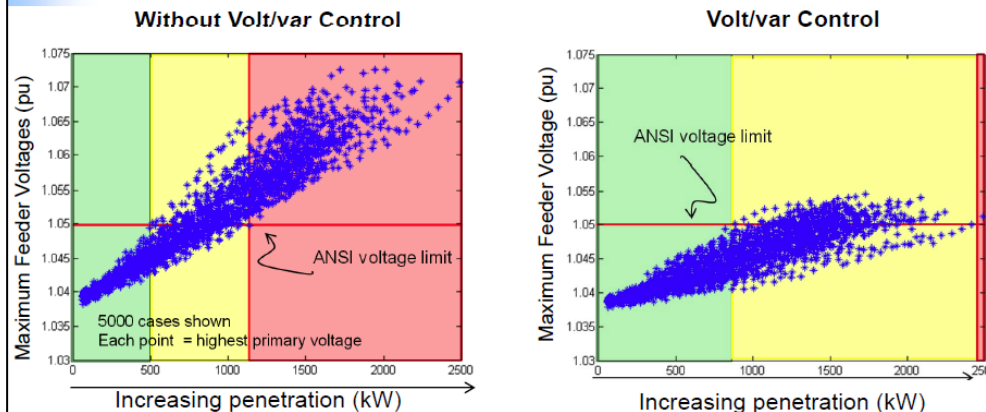 Without Volt/var Control
Maximum Feeder Voltages (pu)
1.075
1.07
1.065
1.06
1.055
1.05
1.045
1.04
1.035
1.03
ANSI voltage limit
5000 cases shown
Each point = highest primary voltage
0 500 1000 1500 2000 2500
Increasing penetration (kW)
Volt/var Control
Maximum Feeder Voltage (pu)
1.075
1.07
1.065
1.06
1.055
1.05
1.045
1.04
1.035
1.03
ANSI voltage limit
0 500 1000 1500 2000 250
Increasing penetration (kW)